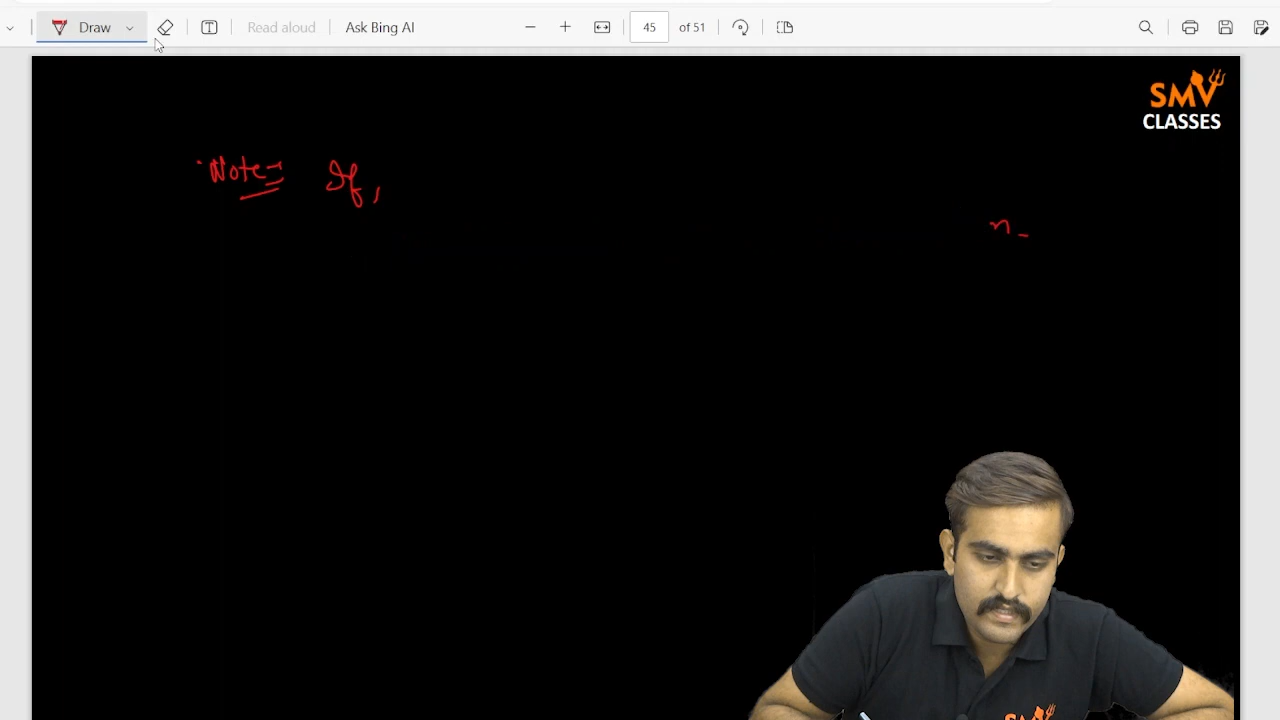 Draw Read aloud Ask Bing AI 45 of 51
SMV
CLASSES
Note:- If,
n